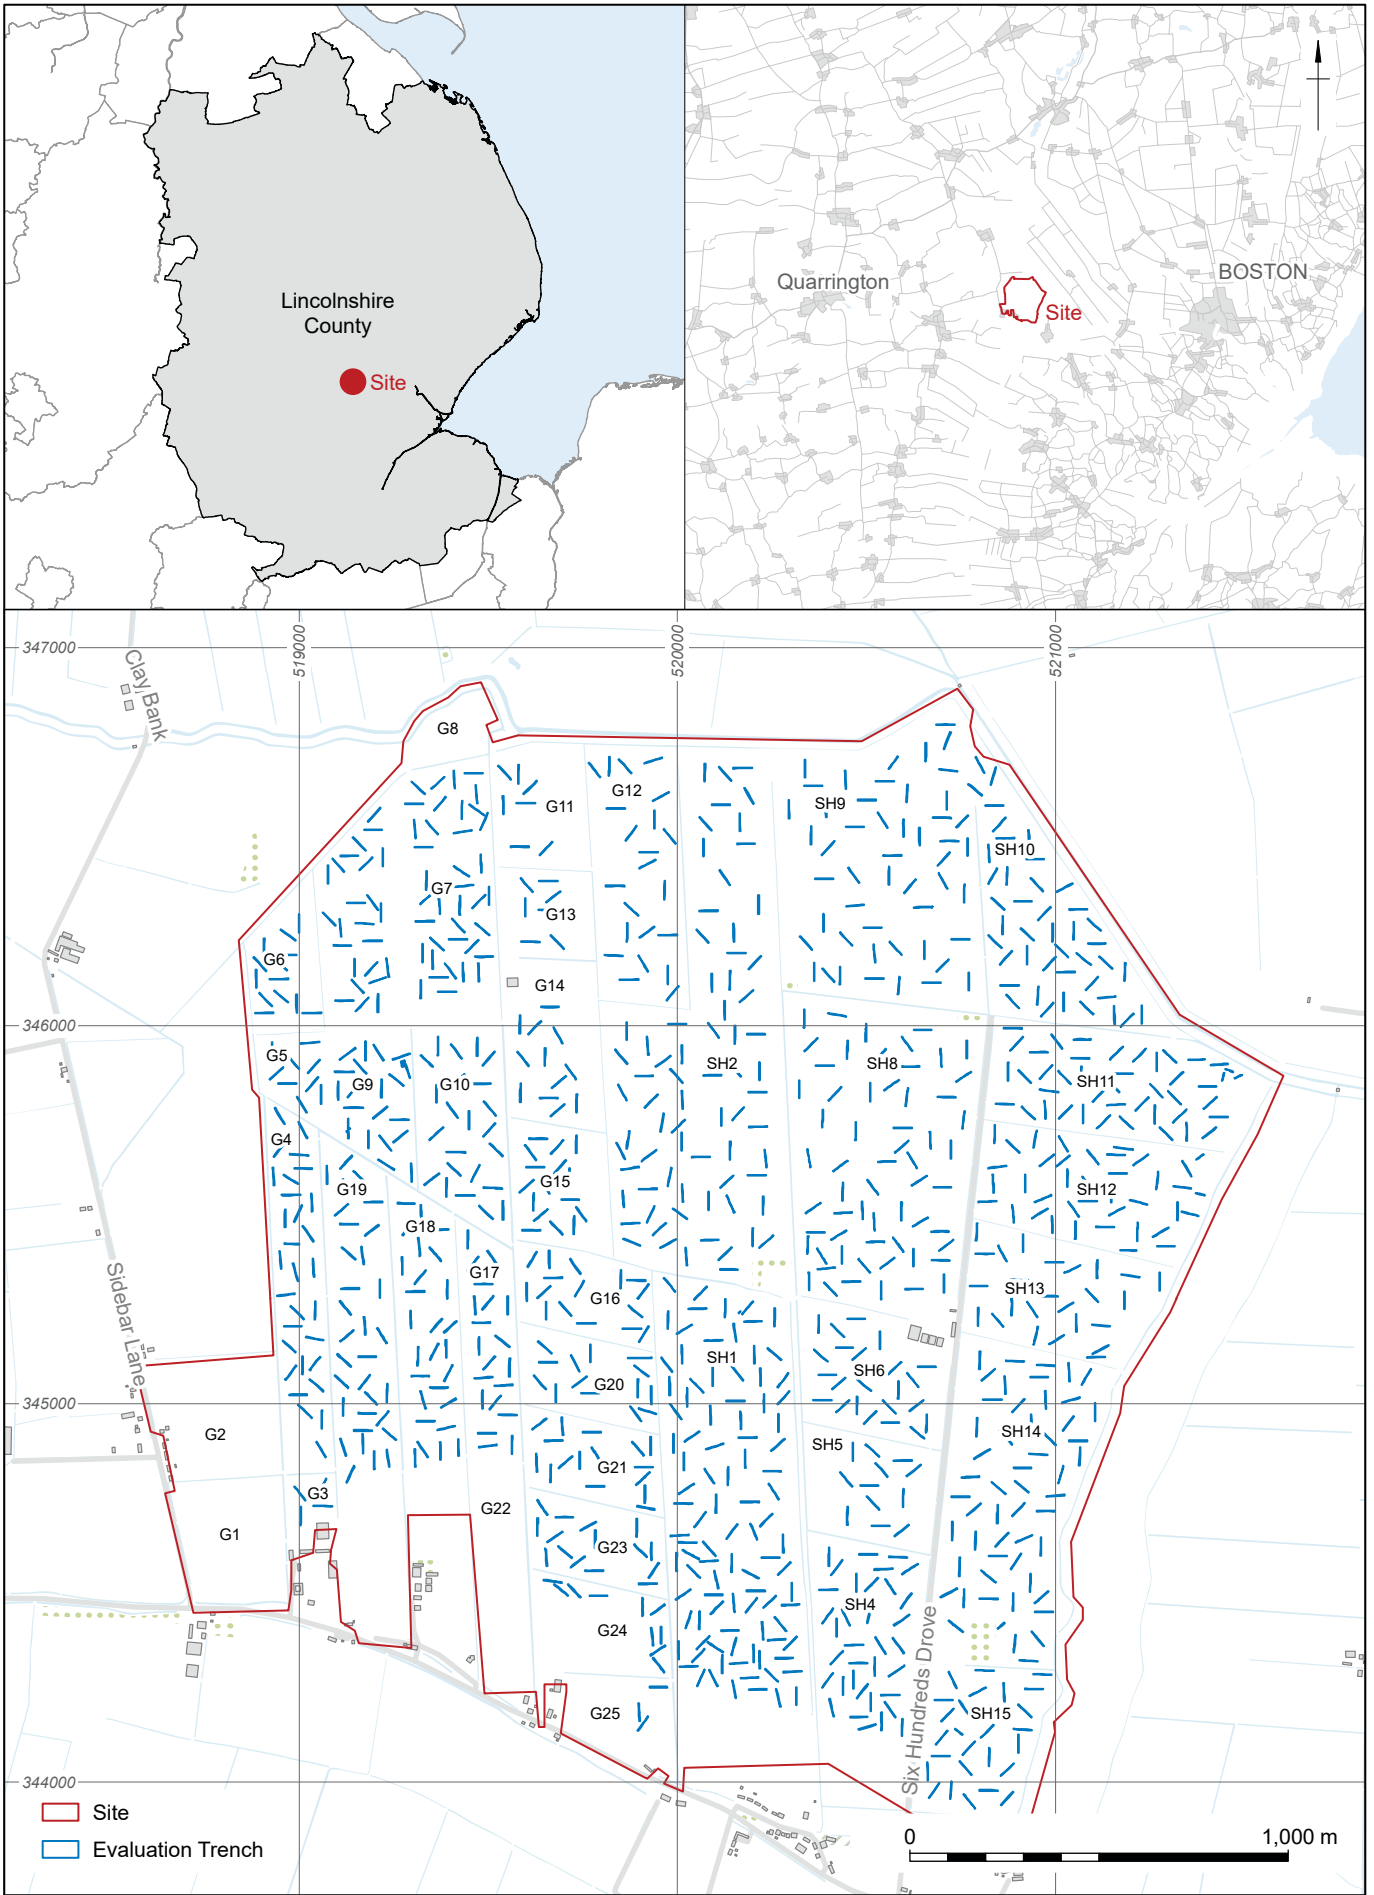 Lincolnshire
County
Site
Quarrington
BOSTON
Site
347000
519000
520000
521000
Clay Bank
G8
G11
G12
SH9
SH10
G7
G13
G6
G14
346000
G5
G9
G10
SH2
SH8
SH11
G4
G19
G15
SH12
G18
G17
G16
SH13
Sidebar Lane
SH1
SH6
G20
345000
G2
SH5
SH14
G21
G3
G22
G1
G23
SH4
G24
Six Hundreds Drove
G25
SH15
344000
Site
Evaluation Trench
0
1,000 m